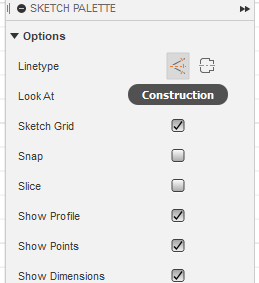 SKETCH PALETTE
Options
Linetype
Look At
Construction
Sketch Grid
Snap
Slice
Show Profile
Show Points
Show Dimensions